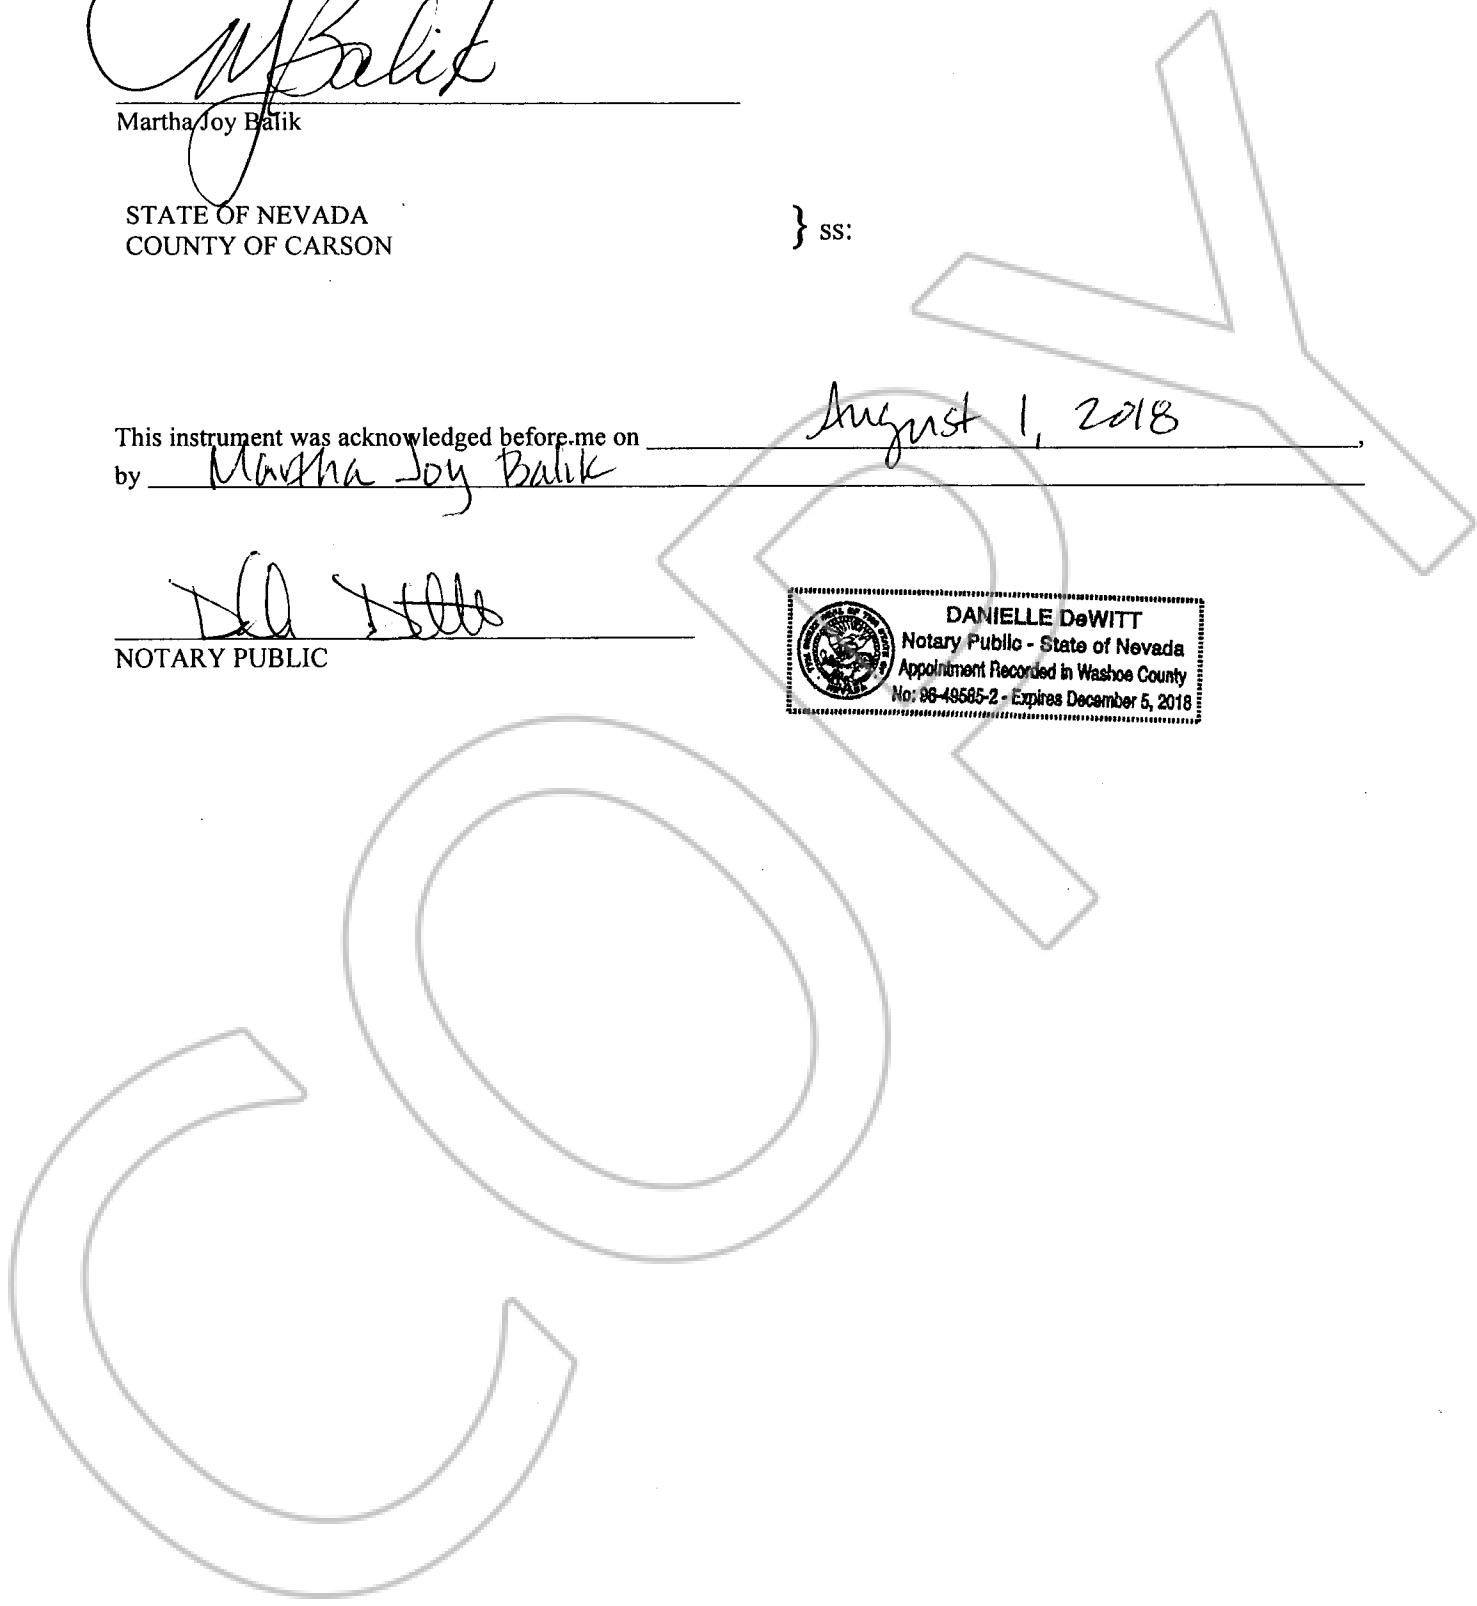 MJBalik
Martha Joy Balik
STATE OF NEVADA
COUNTY OF CARSON
} ss:
This instrument was acknowledged before me on August 1, 2018,
by Martha Joy Balik
NOTARY PUBLIC
DANIELLE DeWITT
Notary Public - State of Nevada
Appointment Recorded in Washoe County
No: 96-49585-2 - Expires December 5, 2018
COPY